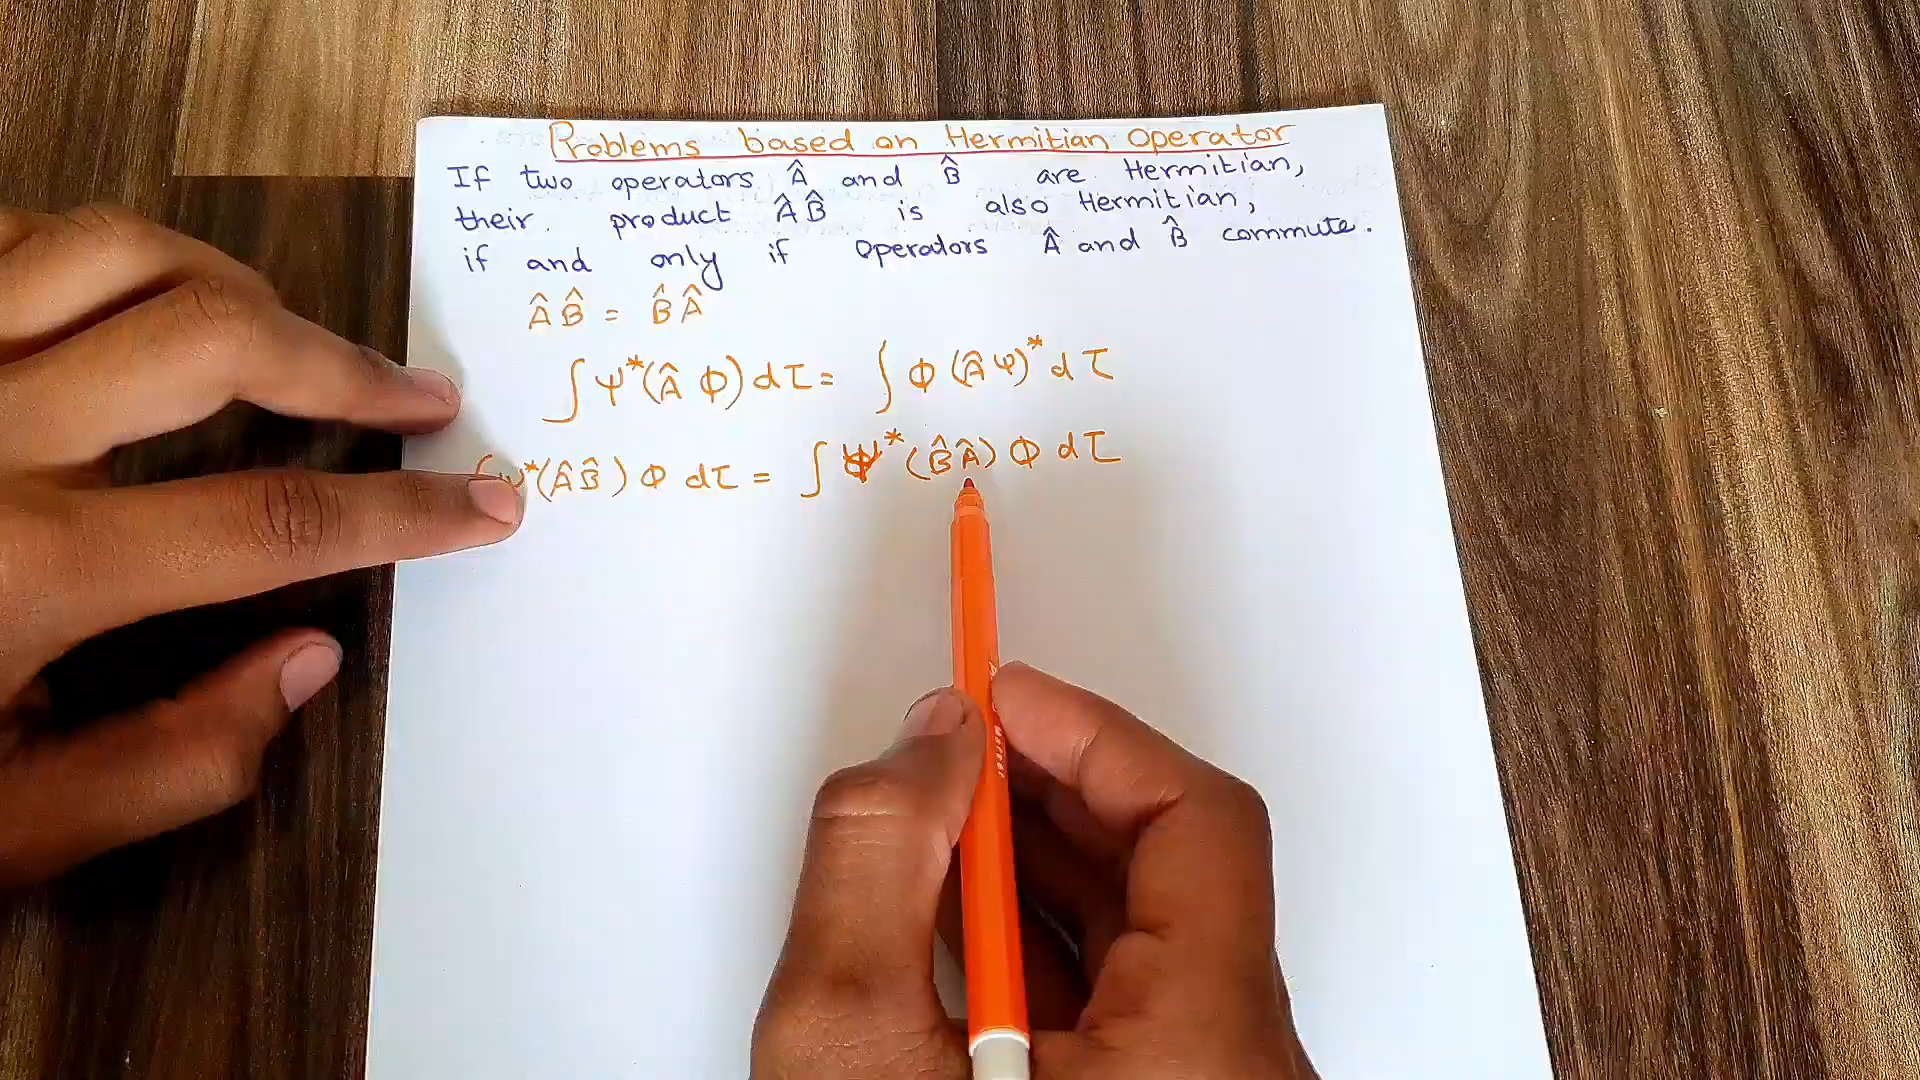 Problems based on Hermitian Operator
If two operators Â and B̂ are Hermitian,
their product ÂB̂ is also Hermitian,
if and only if Operators Â and B̂ commute.
ÂB̂ = B̂Â
∫ψ*(Â ϕ)dτ = ∫ ϕ (Âψ)* dτ
∫ψ*(ÂB̂) ϕ dτ = ∫ ψ* (B̂Â) ϕ dτ